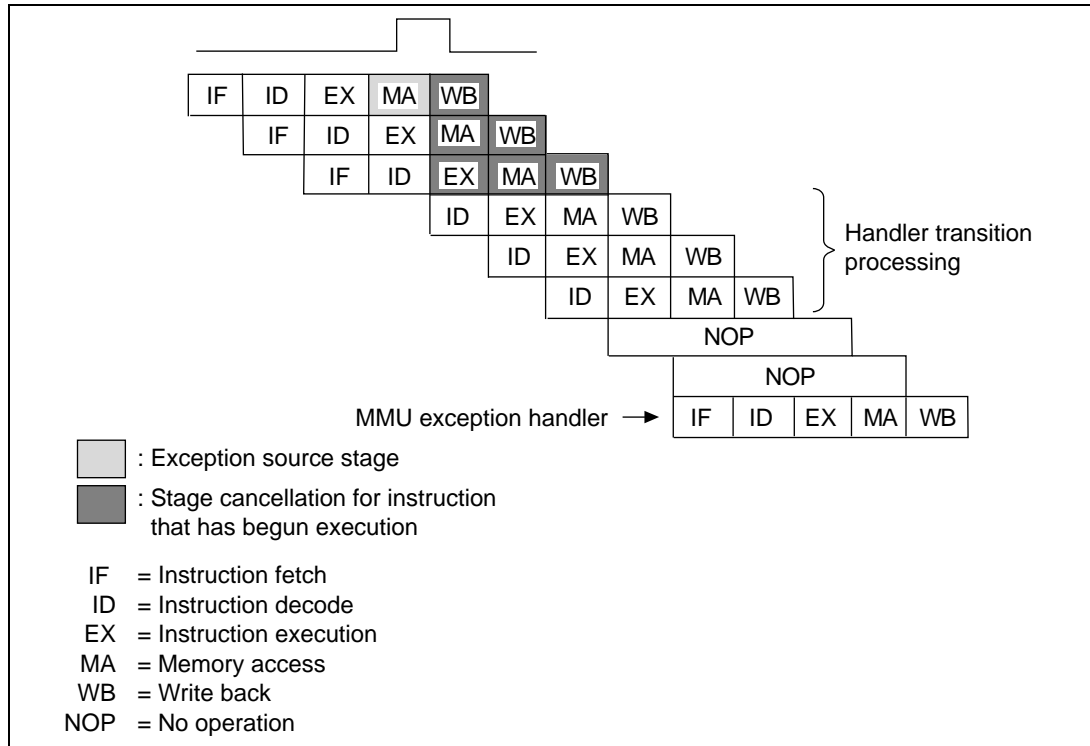 IF ID EX MA WB
IF ID EX MA WB
IF ID EX MA WB
ID EX MA WB
ID EX MA WB
ID EX MA WB
Handler transition
processing
NOP
NOP
MMU exception handler IF ID EX MA WB
: Exception source stage
: Stage cancellation for instruction
that has begun execution
IF = Instruction fetch
ID = Instruction decode
EX = Instruction execution
MA = Memory access
WB = Write back
NOP = No operation